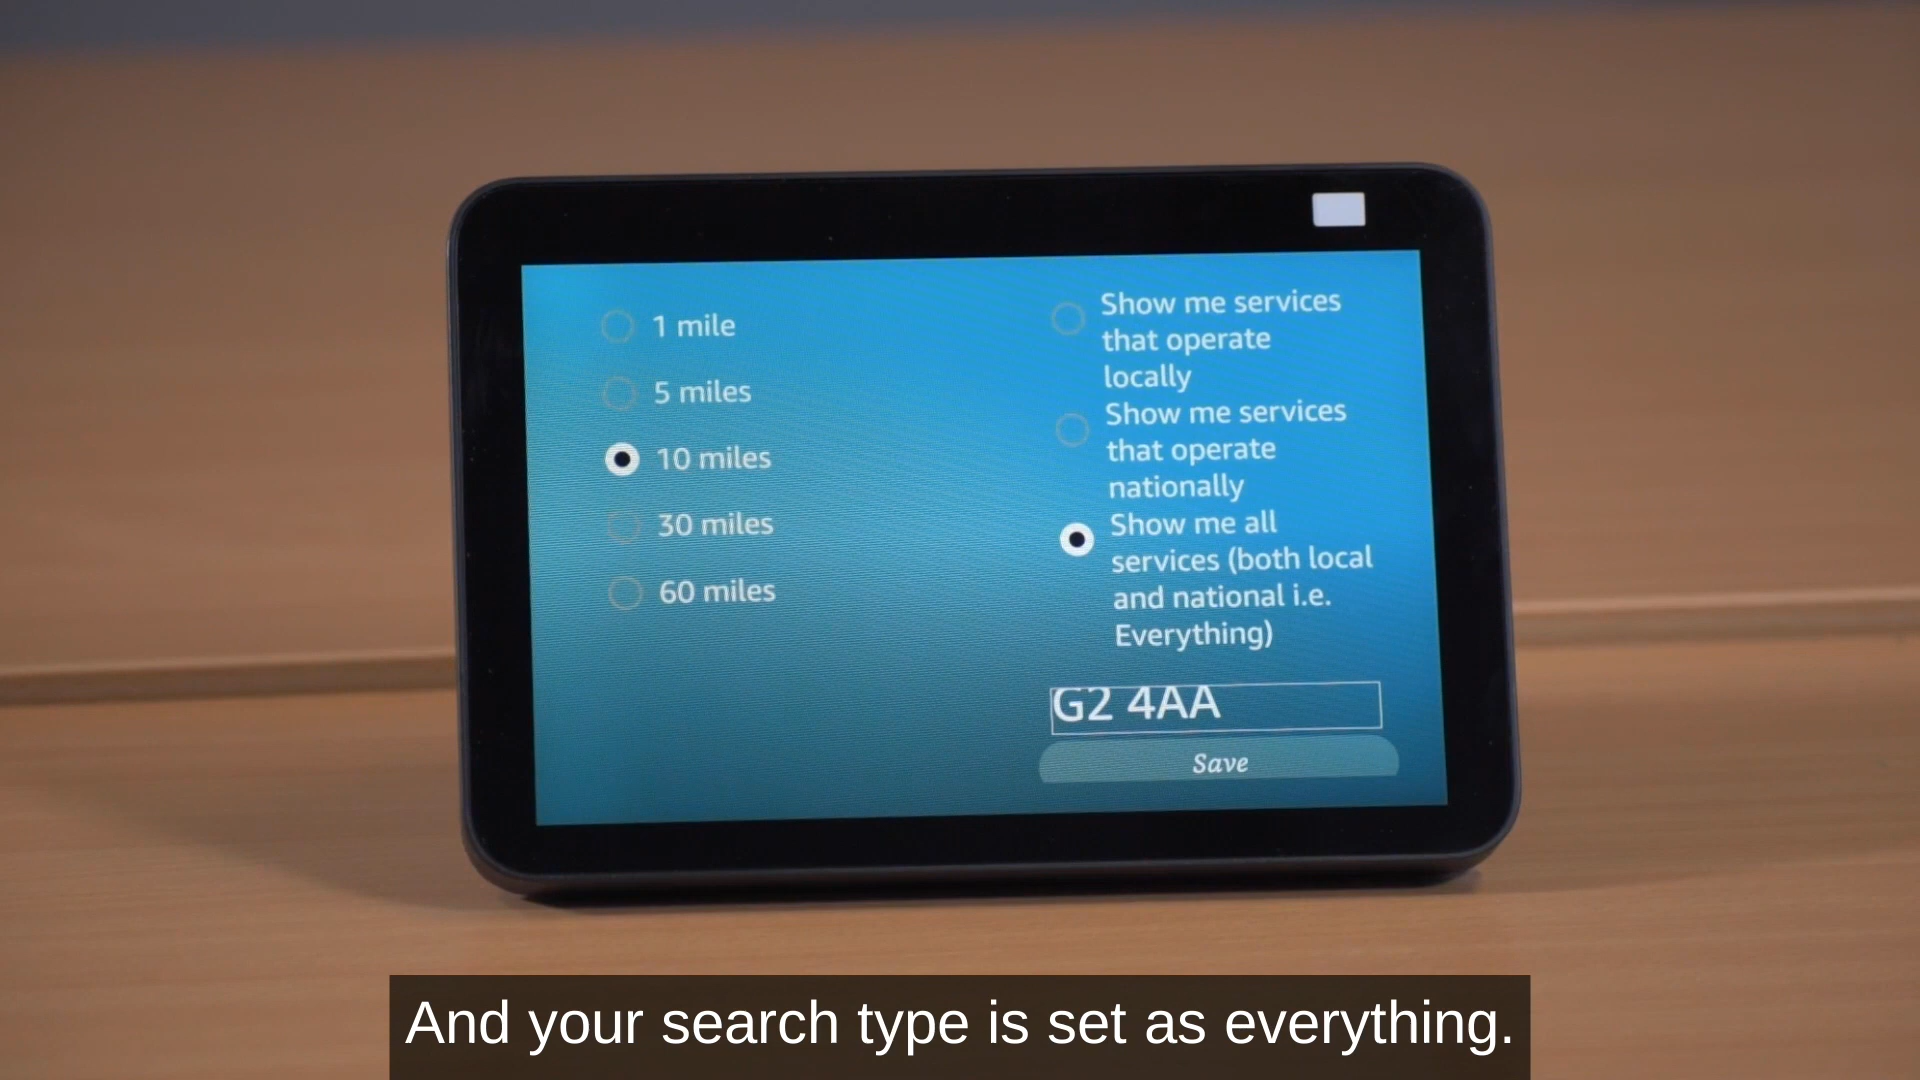 1 mile
5 miles
10 miles
30 miles
60 miles
Show me services
that operate
locally
Show me services
that operate
nationally
Show me all
services (both local
and national i.e.
Everything)
G2 4AA
Save
And your search type is set as everything.